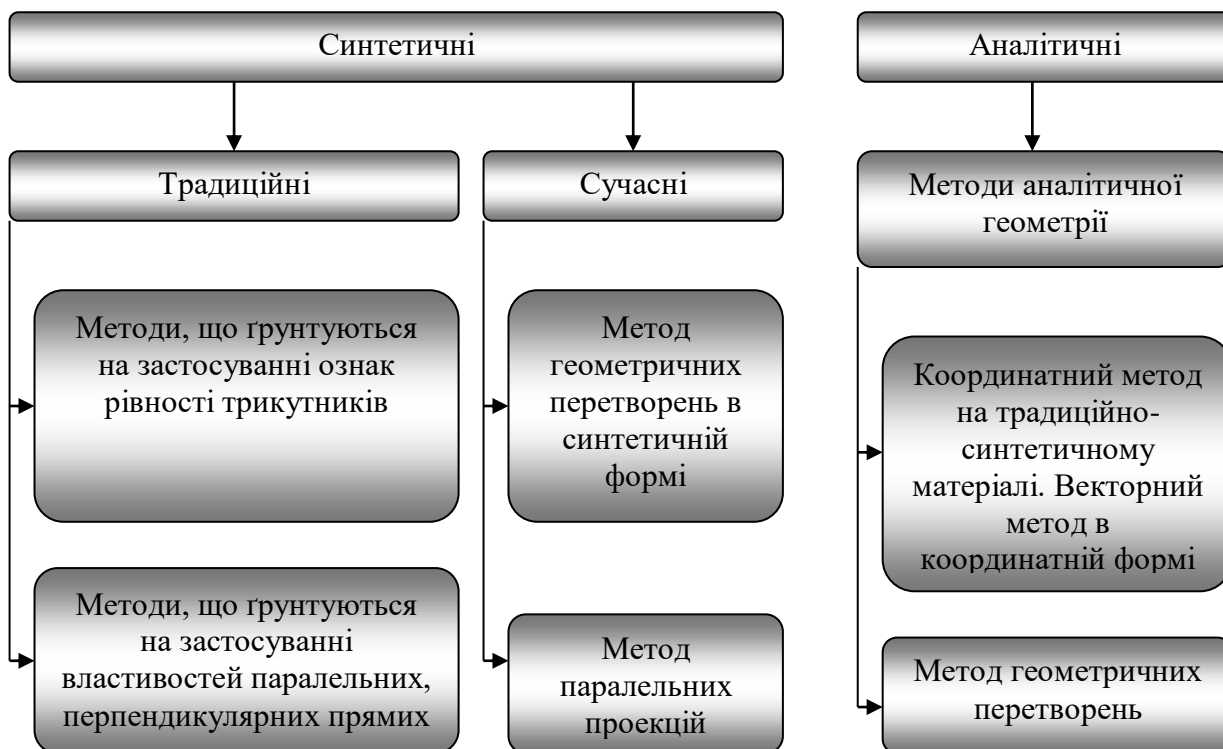 Синтетичні
Аналітичні
Традиційні
Сучасні
Методи аналітичної
геометрії
Методи, що ґрунтуються
на застосуванні ознак
рівності трикутників
Метод
геометричних
перетворень в
синтетичній
формі
Координатний метод
на традиційно-
синтетичному
матеріалі. Векторний
метод в
координатній формі
Методи, що ґрунтуються
на застосуванні
властивостей паралельних,
перпендикулярних прямих
Метод
паралельних
проекцій
Метод геометричних
перетворень